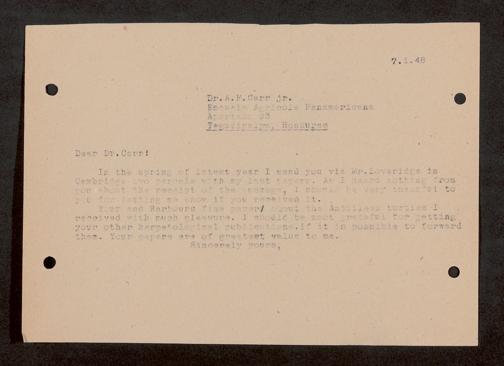 7.1.48
Dr.A.F.Carr jr.
Escuela Agricola Panamericana
Apartado 93
Tegucigalpa, Honduras
Dear Dr.Carr!
In the spring of latest year I send you via Mr.Loveridge in
Cambridge two parcels with my last papers. As I heard nothing from
you about the receipt of the , I should be very thankful to
you for letting me know if you received it.
Your and Barbours fine paper/ about the Antillean turtles I
received with much pleasure. I should be most grateful for getting
your other herpetological publications,if it is possible to forward
them. Your papers are of greatest value to me.
Sincerely yours,